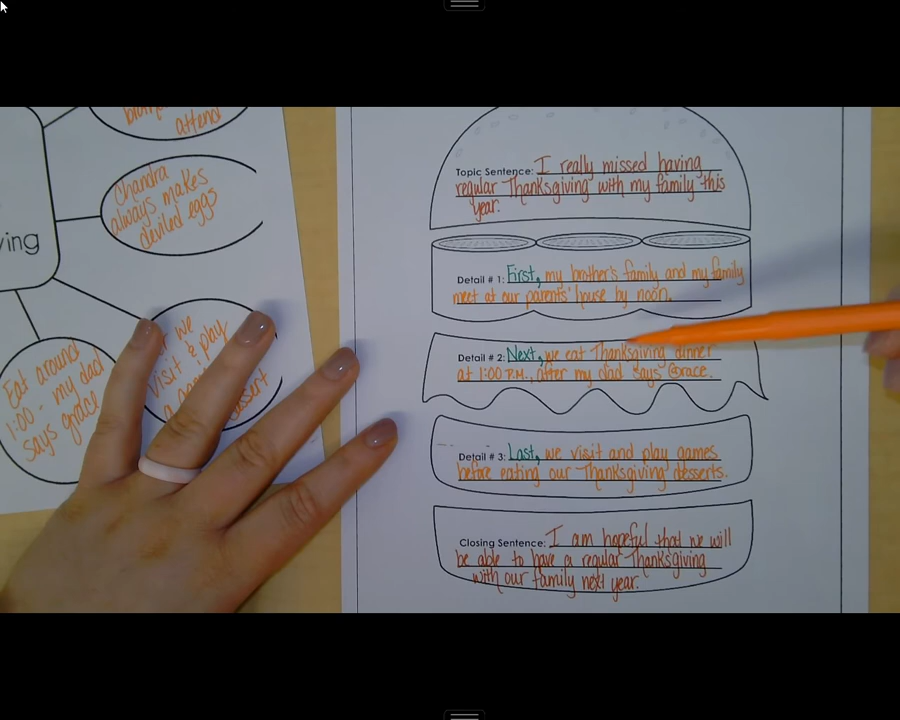 attend
Chandra
always makes
deviled eggs
ving
Eat around
1:00 - my dad
says grace
we
visit & play
Topic Sentence: I really missed having
regular Thanksgiving with my family this
year.
Detail # 1: First, my brother's family and my family
meet at our parents' house by noon.
Detail # 2: Next, we eat Thanksgiving dinner
at 1:00 P.M., after my dad says Grace.
Detail # 3: Last, we visit and play games
before eating our Thanksgiving desserts.
Closing Sentence: I am hopeful that we will
be able to have a regular Thanksgiving
with our family next year.